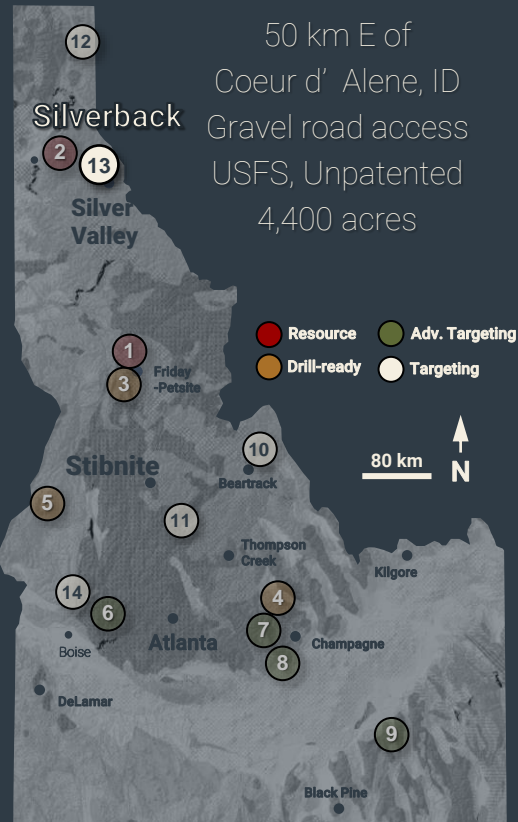 50 km E of
Coeur d' Alene, ID
Gravel road access
USFS, Unpatented
4,400 acres
12
Silverback
2
13
Silver
Valley
Resource
Adv. Targeting
Drill-ready
Targeting
1
Friday
-Petsite
3
80 km
N
10
Stibnite
Beartrack
5
11
Thompson
Creek
Kilgore
14
4
6
7
Atlanta
Champagne
Boise
8
DeLamar
9
Black Pine